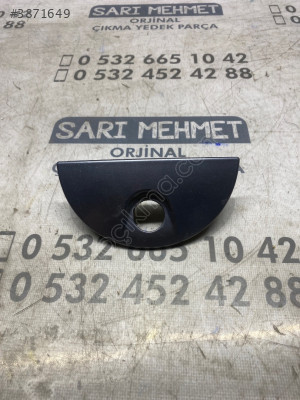 #3871649
SARI MEHMET
ORJİNAL
ÇIKMA YEDEK PARÇA
0 532 665 10 42
0 532 452 42 88
SARI MEHMET
ORJİNAL
0 532 665 10 42
0 532 452 42 88